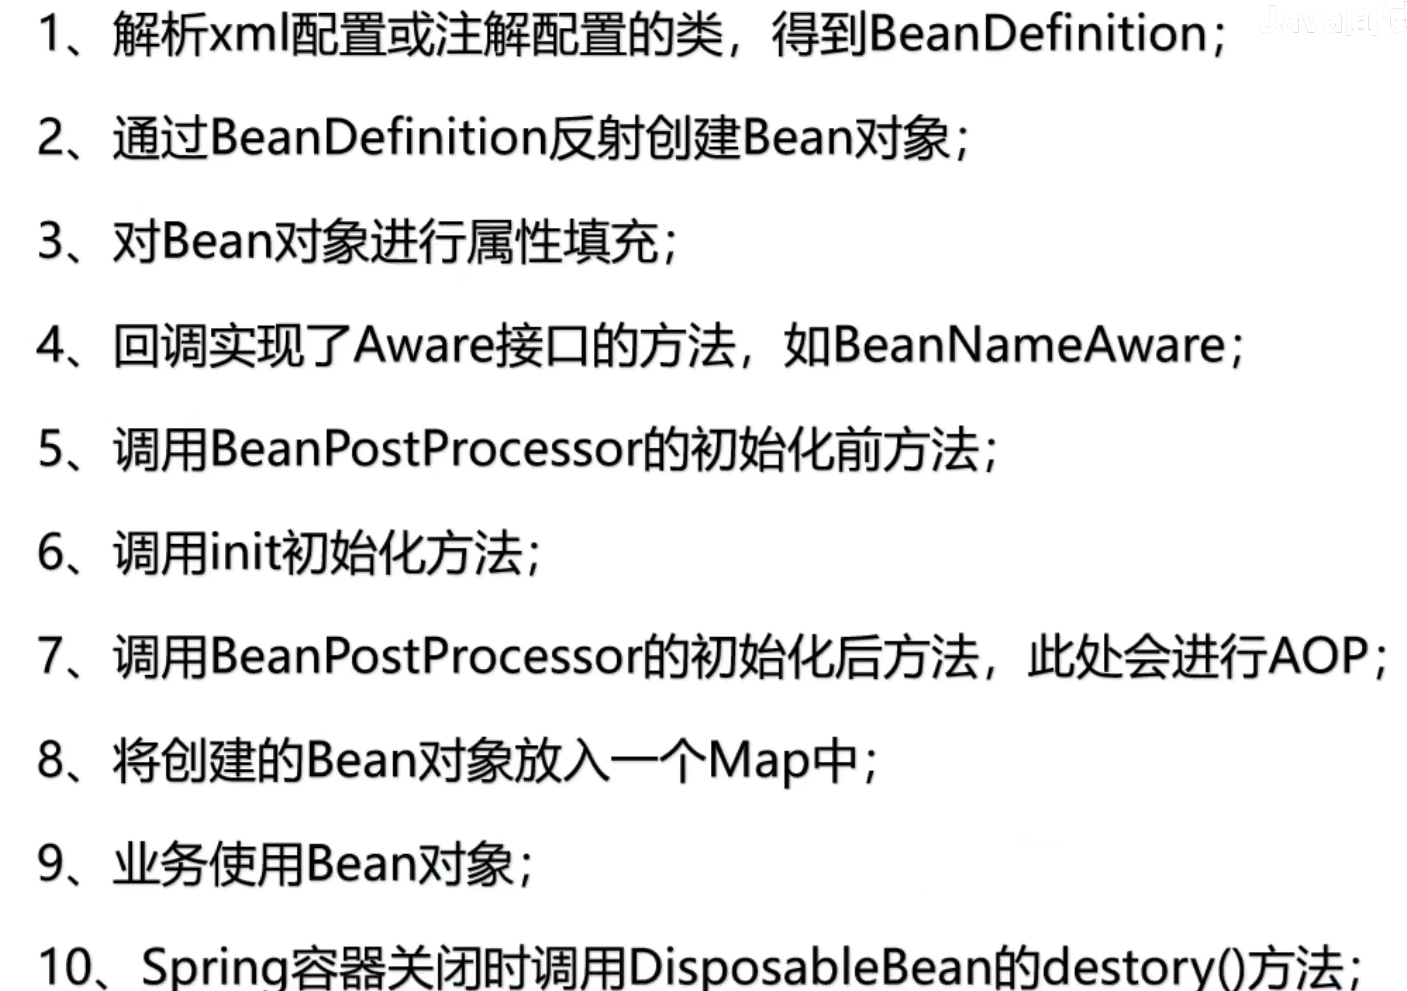 1、解析xml配置或注解配置的类，得到BeanDefinition；
2、通过BeanDefinition反射创建Bean对象；
3、对Bean对象进行属性填充；
4、回调实现了Aware接口的方法，如BeanNameAware；
5、调用BeanPostProcessor的初始化前方法；
6、调用init初始化方法；
7、调用BeanPostProcessor的初始化后方法，此处会进行AOP；
8、将创建的Bean对象放入一个Map中；
9、业务使用Bean对象；
10、Spring容器关闭时调用DisposableBean的destory()方法；